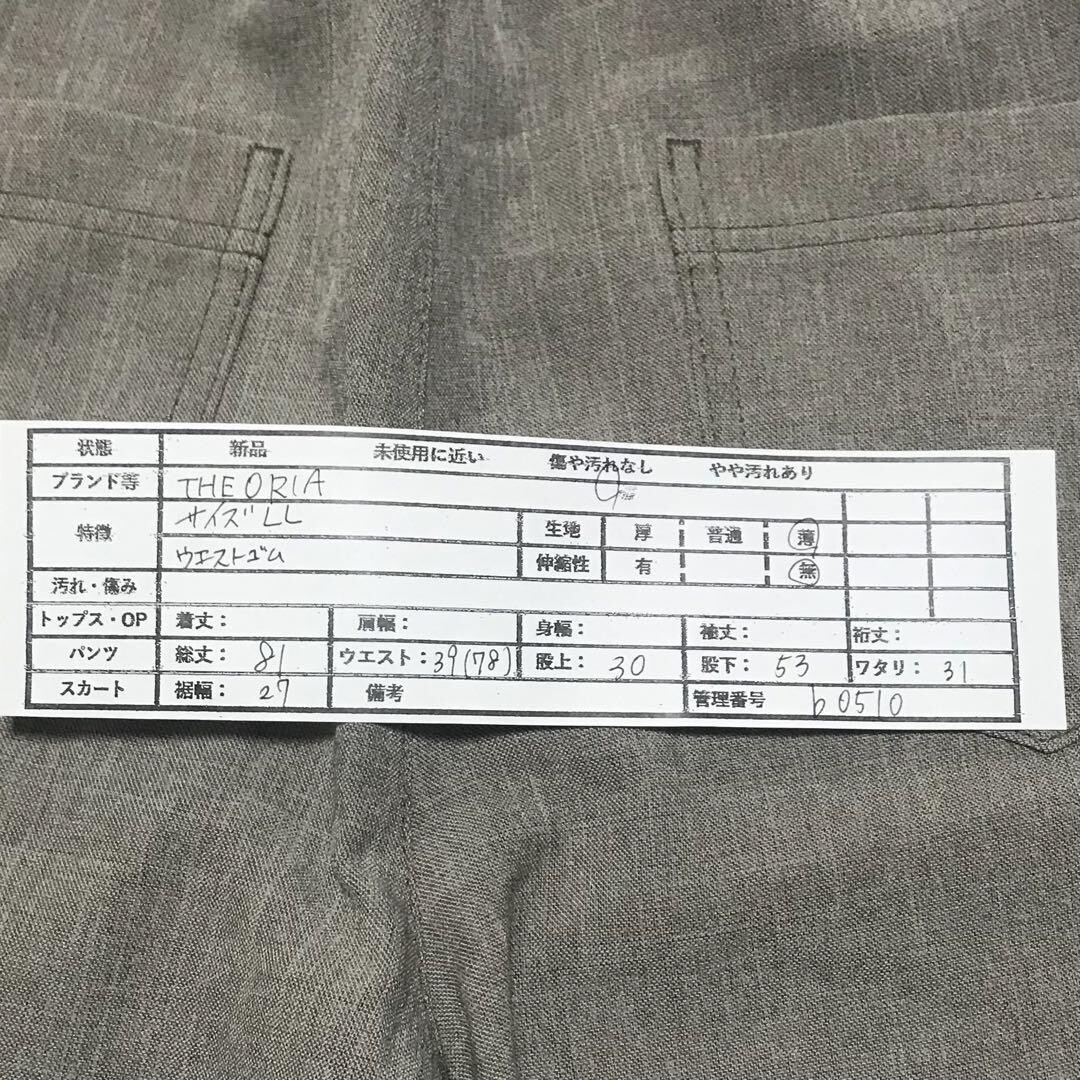 状態 新品 未使用に近い 傷や汚れなし やや汚れあり
ブランド等 THEORIA
特徴 サイズLL 生地 厚 普通 薄
ウエストゴム 伸縮性 有 無
汚れ・傷み
トップス・OP 着丈： 肩幅： 身幅： 袖丈： 裄丈：
パンツ 総丈： 81 ウエスト：39(78) 股上： 30 股下： 53 ワタリ： 31
スカート 裾幅： 27 備考 管理番号 b0510